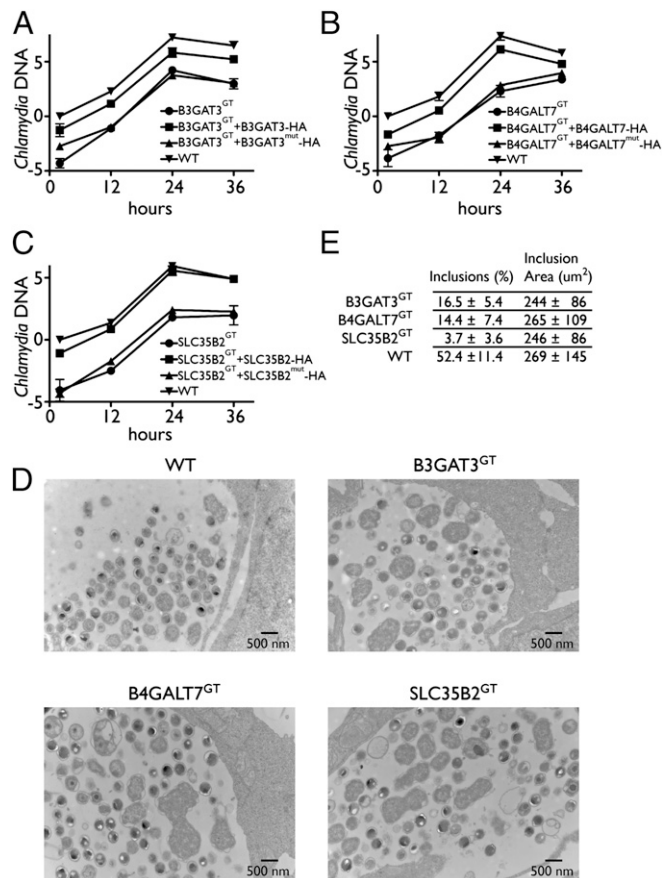 A
Chlamydia DNA
5
0
-5
0 12 24 36
hours
B3GAT3GT
B3GAT3GT+B3GAT3-HA
B3GAT3GT+B3GAT3mut-HA
WT
B
Chlamydia DNA
5
0
-5
0 12 24 36
hours
B4GALT7GT
B4GALT7GT+B4GALT7-HA
B4GALT7GT+B4GALT7mut-HA
WT
C
Chlamydia DNA
5
0
-5
0 12 24 36
hours
SLC35B2GT
SLC35B2GT+SLC35B2-HA
SLC35B2GT+SLC35B2mut-HA
WT
E
Inclusions (%) Inclusion Area (um2)
B3GAT3GT 16.5 ± 5.4 244 ± 86
B4GALT7GT 14.4 ± 7.4 265 ± 109
SLC35B2GT 3.7 ± 3.6 246 ± 86
WT 52.4 ±11.4 269 ± 145
D
WT
500 nm
B3GAT3GT
500 nm
B4GALT7GT
500 nm
SLC35B2GT
500 nm